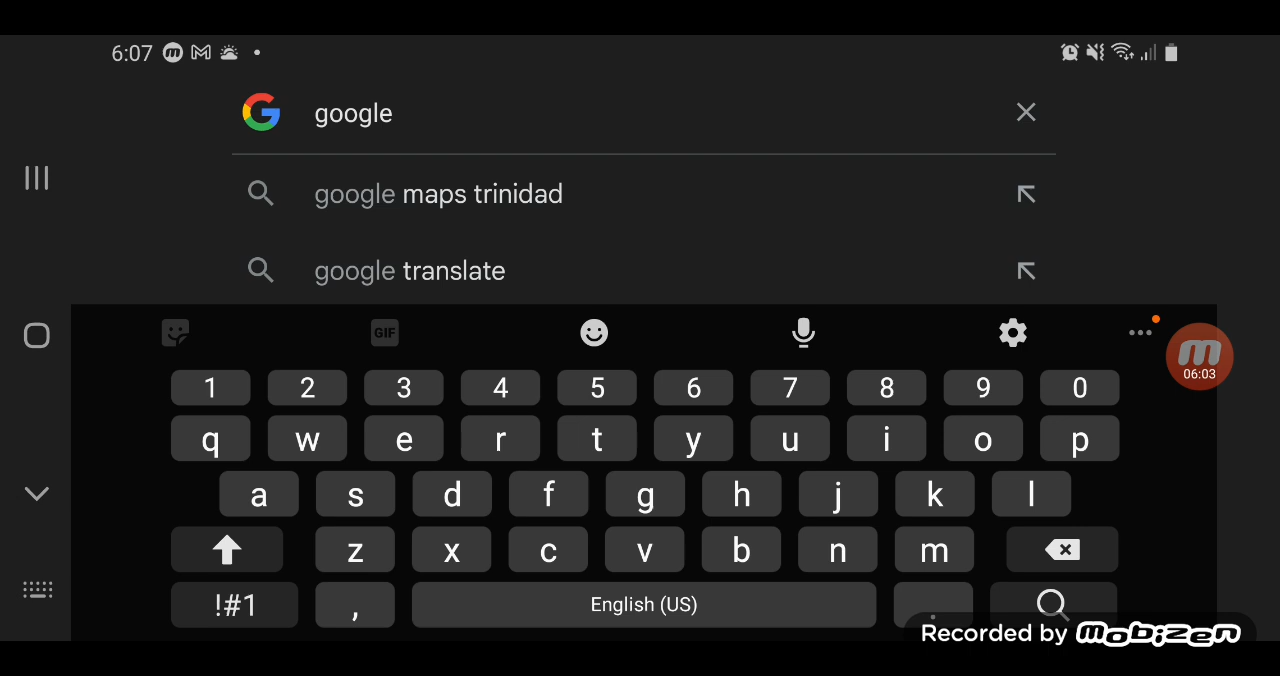 6:07
google
google maps trinidad
google translate
GIF
06:03
1 2 3 4 5 6 7 8 9 0
q w e r t y u i o p
a s d f g h j k l
z x c v b n m
!#1 , English (US) .
Recorded by mobizen